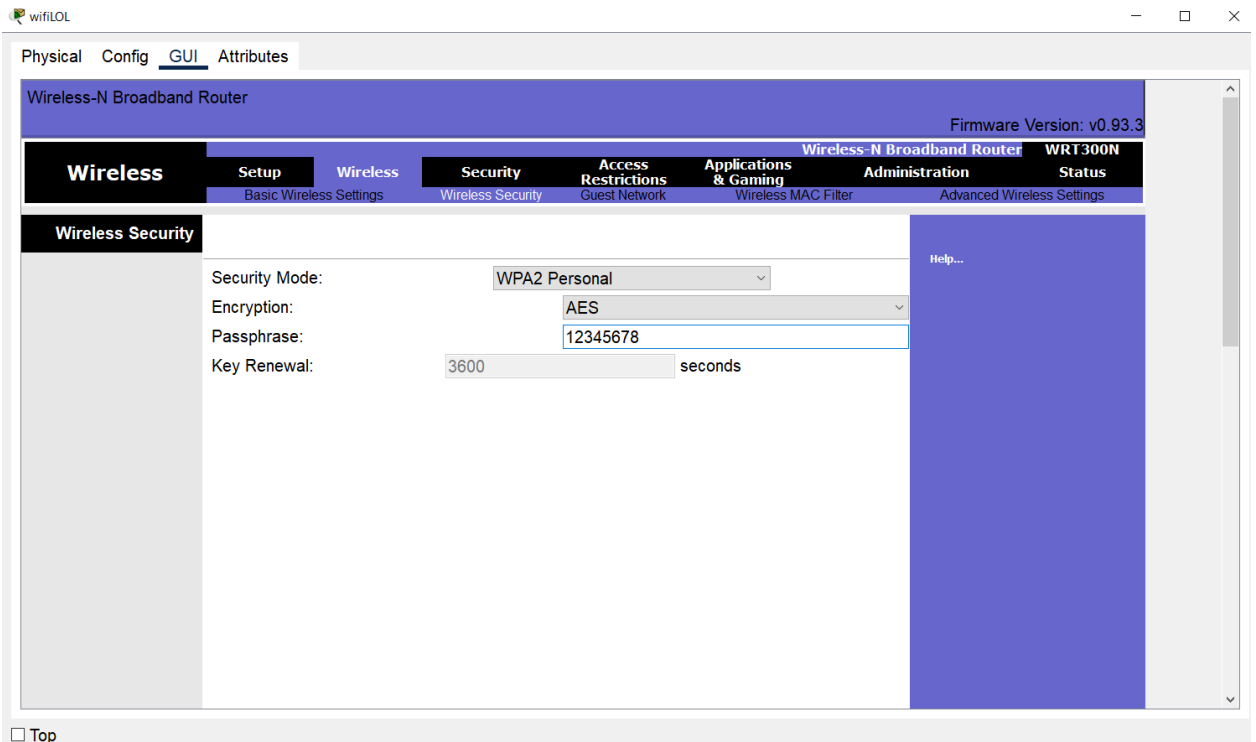 wifiLOL
Physical Config GUI Attributes
Wireless-N Broadband Router
Firmware Version: v0.93.3
Wireless-N Broadband Router WRT300N
Wireless
Setup Wireless Security Access Restrictions Applications & Gaming Administration Status
Basic Wireless Settings Wireless Security Guest Network Wireless MAC Filter Advanced Wireless Settings
Wireless Security
Help...
Security Mode: WPA2 Personal
Encryption: AES
Passphrase: 12345678
Key Renewal: 3600 seconds
Top